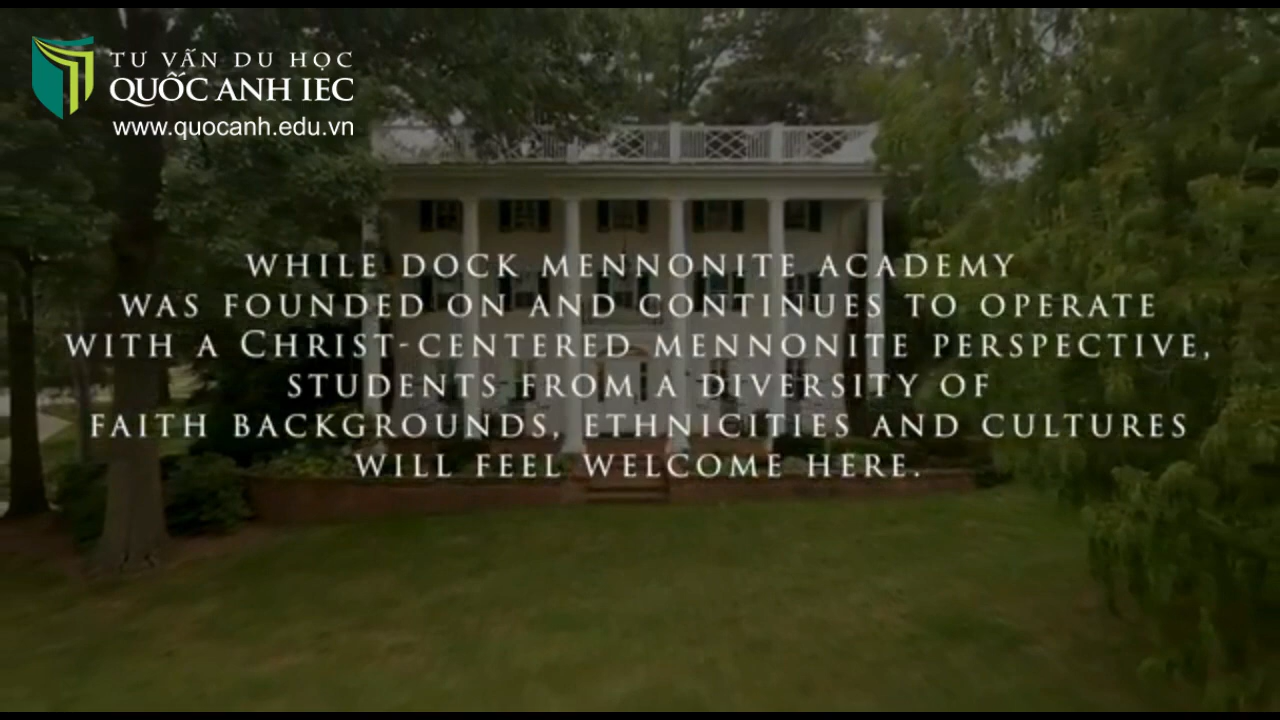 TƯ VẤN DU HỌC
QUỐC ANH IEC
www.quocanh.edu.vn
WHILE DOCK MENNONITE ACADEMY
WAS FOUNDED ON AND CONTINUES TO OPERATE
WITH A CHRIST-CENTERED MENNONITE PERSPECTIVE,
STUDENTS FROM A DIVERSITY OF
FAITH BACKGROUNDS, ETHNICITIES AND CULTURES
WILL FEEL WELCOME HERE.